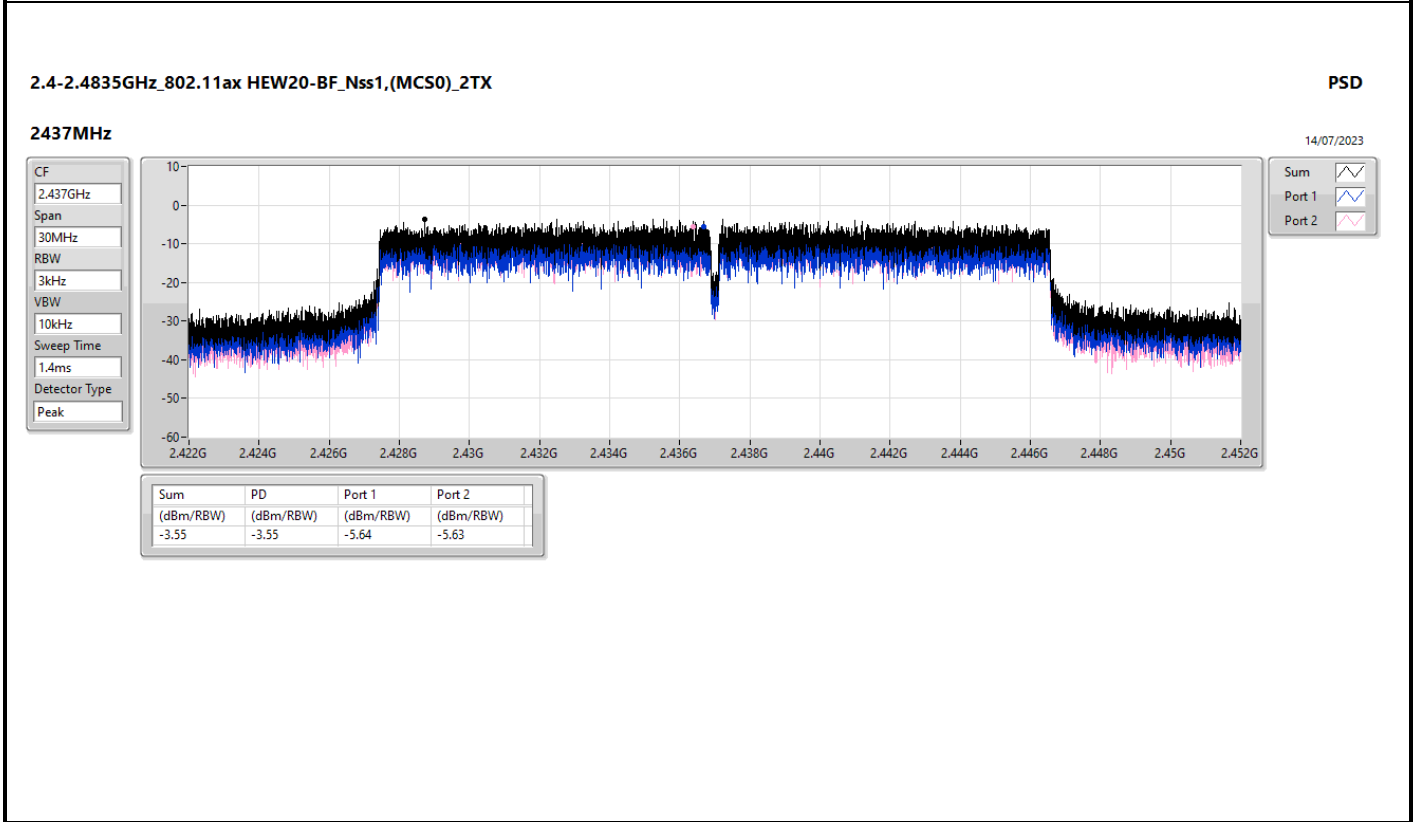 2.4-2.4835GHz_802.11ax HEW20-BF_Nss1,(MCS0)_2TX
PSD
2437MHz
14/07/2023
CF
2.437GHz
Span
30MHz
RBW
3kHz
VBW
10kHz
Sweep Time
1.4ms
Detector Type
Peak
10
0
-10
-20
-30
-40
-50
-60
2.422G 2.424G 2.426G 2.428G 2.43G 2.432G 2.434G 2.436G 2.438G 2.44G 2.442G 2.444G 2.446G 2.448G 2.45G 2.452G
Sum
Port 1
Port 2
Sum PD Port 1 Port 2
(dBm/RBW) (dBm/RBW) (dBm/RBW) (dBm/RBW)
-3.55 -3.55 -5.64 -5.63